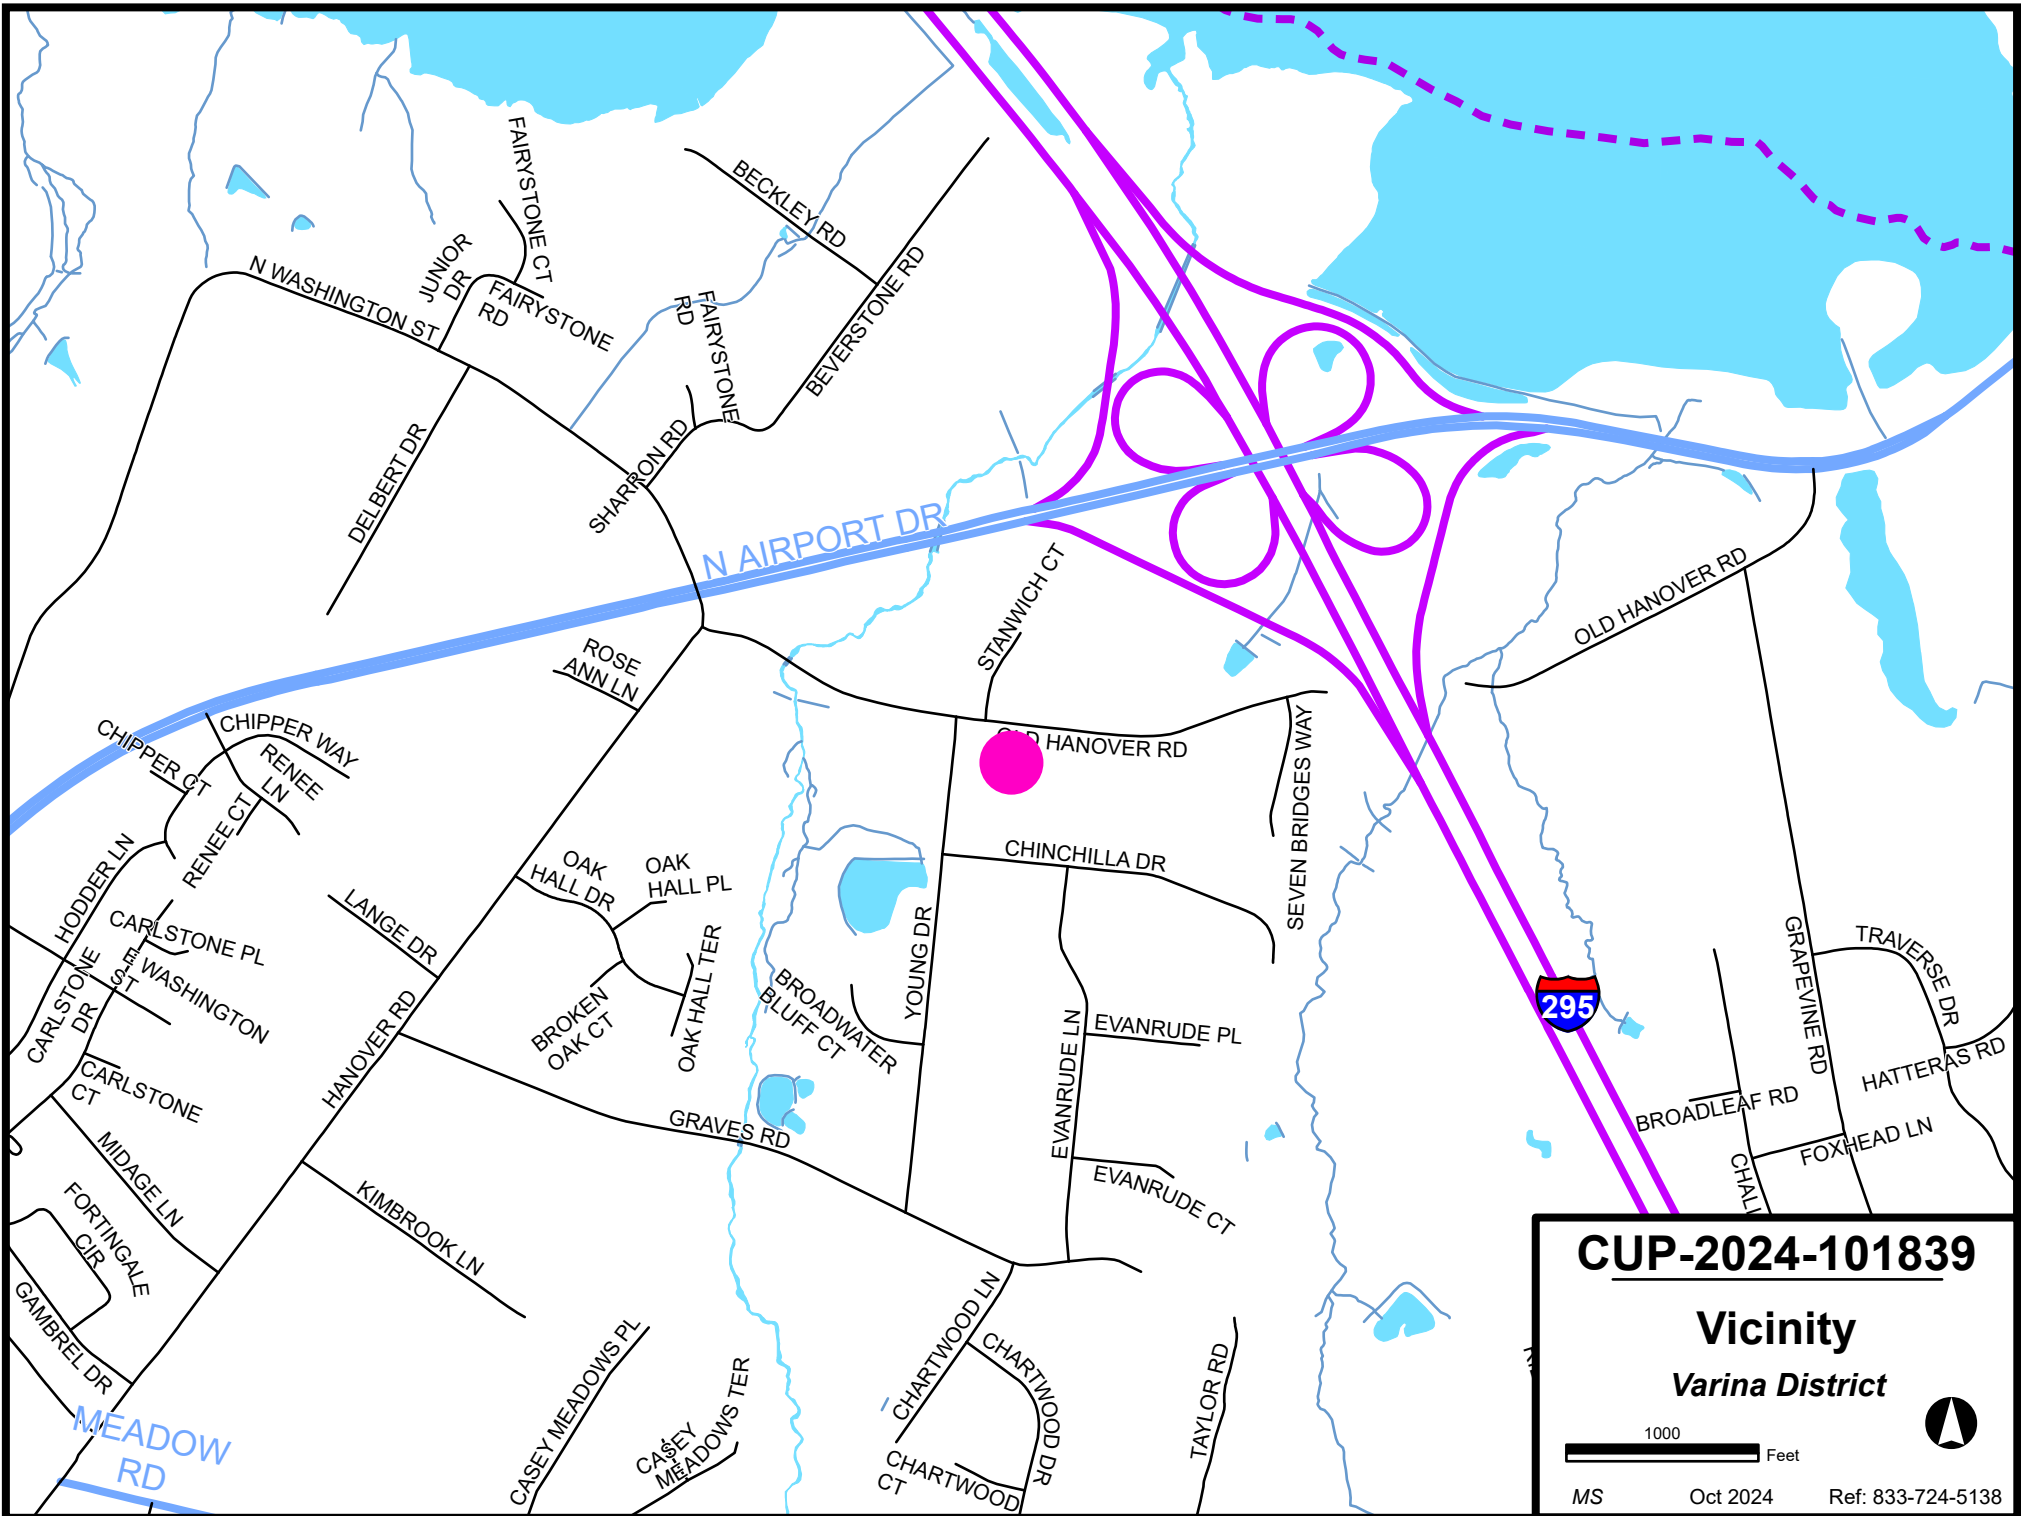 FAIRYSTONE CT
BECKLEY RD
JUNIOR
DR
N WASHINGTON ST
FAIRYSTONE
RD
FAIRYSTONE
RD
BEVERSTONE RD
DELBERT DR
SHARRON RD
N AIRPORT DR
STANWICH CT
OLD HANOVER RD
ROSE
ANN LN
CHIPPER WAY
CHIPPER CT
RENEE
LN
RENEE CT
OLD HANOVER RD
SEVEN BRIDGES WAY
HODDER LN
OAK
HALL DR
OAK
HALL PL
CHINCHILLA DR
LANGE DR
CARLSTONE PL
E WASHINGTON
ST
CARLSTONE
DR
YOUNG DR
OAK HALL TER
BROADWATER
BLUFF CT
BROKEN
OAK CT
GRAPEVINE RD
TRAVERSE DR
295
HANOVER RD
EVANRUDE LN
EVANRUDE PL
HATTERAS RD
CARLSTONE
CT
BROADLEAF RD
GRAVES RD
FOXHEAD LN
MIDAGE LN
EVANRUDE CT
KIMBROOK LN
FORTINGALE
CIR
GAMBREL DR
CHARTWOOD LN
CHARTWOOD DR
CASEY MEADOWS PL
CASEY
MEADOWS TER
TAYLOR RD
CHARTWOOD
CT
MEADOW
RD
CUP-2024-101839
Vicinity
Varina District
1000
Feet
MS
Oct 2024
Ref: 833-724-5138